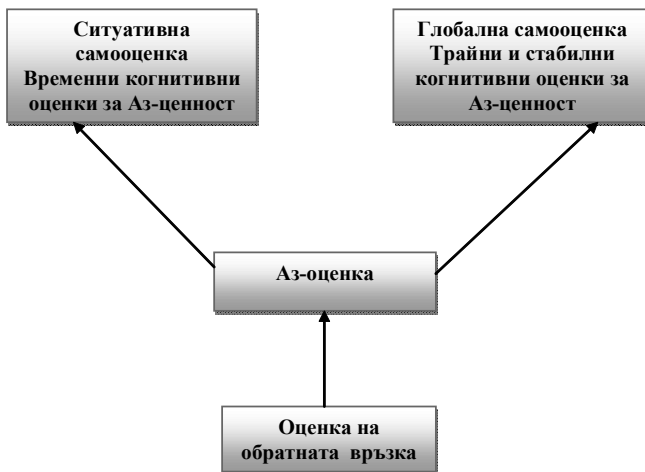 Ситуативна
самооценка
Временни когнитивни
оценки за Аз-ценност
Глобална самооценка
Трайни и стабилни
когнитивни оценки за
Аз-ценност
Аз-оценка
Оценка на
обратната връзка